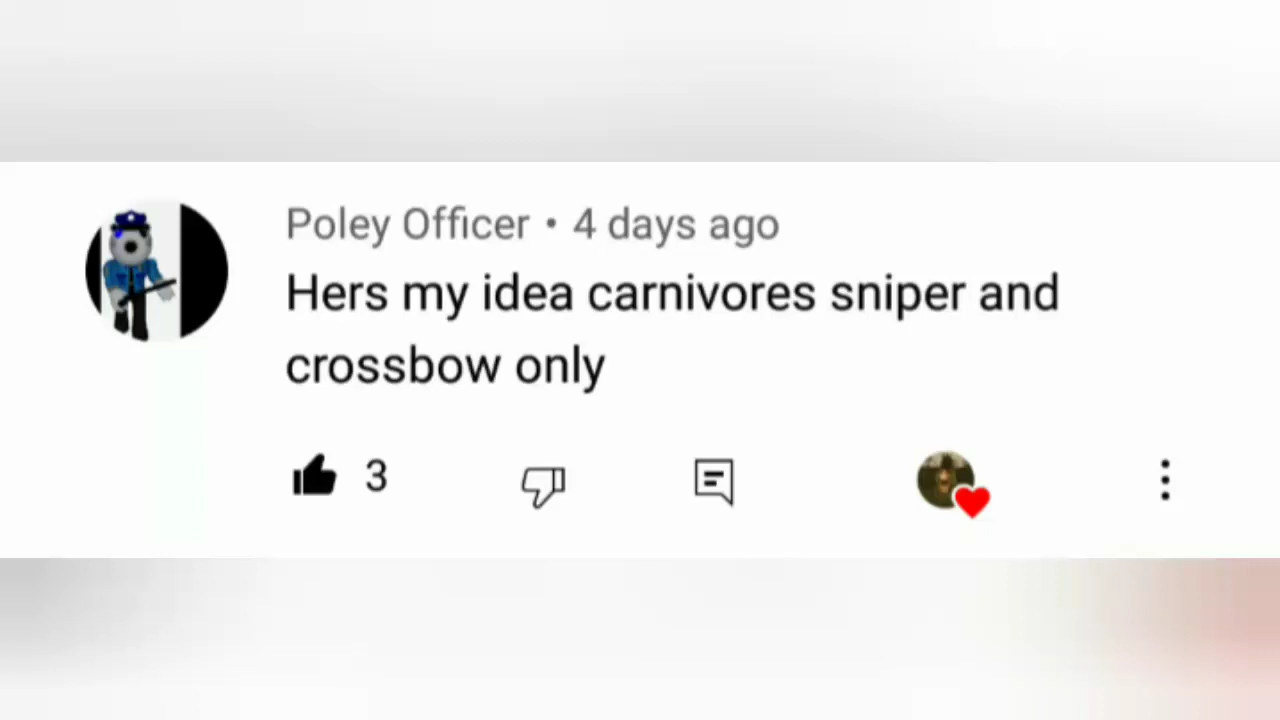 Poley Officer • 4 days ago
Hers my idea carnivores sniper and
crossbow only
3